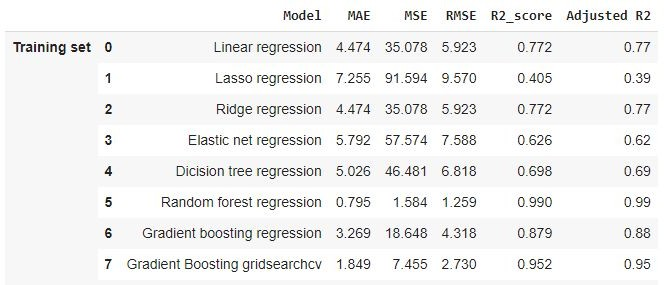 Model MAE MSE RMSE R2_score Adjusted R2
Training set 0 Linear regression 4.474 35.078 5.923 0.772 0.77
1 Lasso regression 7.255 91.594 9.570 0.405 0.39
2 Ridge regression 4.474 35.078 5.923 0.772 0.77
3 Elastic net regression 5.792 57.574 7.588 0.626 0.62
4 Dicision tree regression 5.026 46.481 6.818 0.698 0.69
5 Random forest regression 0.795 1.584 1.259 0.990 0.99
6 Gradient boosting regression 3.269 18.648 4.318 0.879 0.88
7 Gradient Boosting gridsearchcv 1.849 7.455 2.730 0.952 0.95